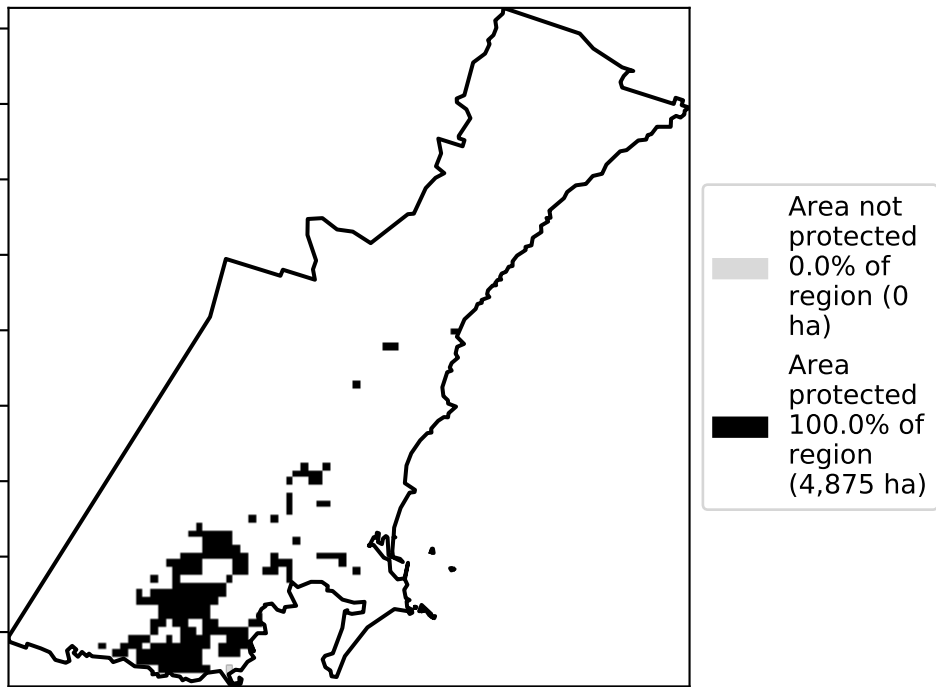 Area not
protected
0.0% of
region (0
ha)
Area
protected
100.0% of
region
(4,875 ha)